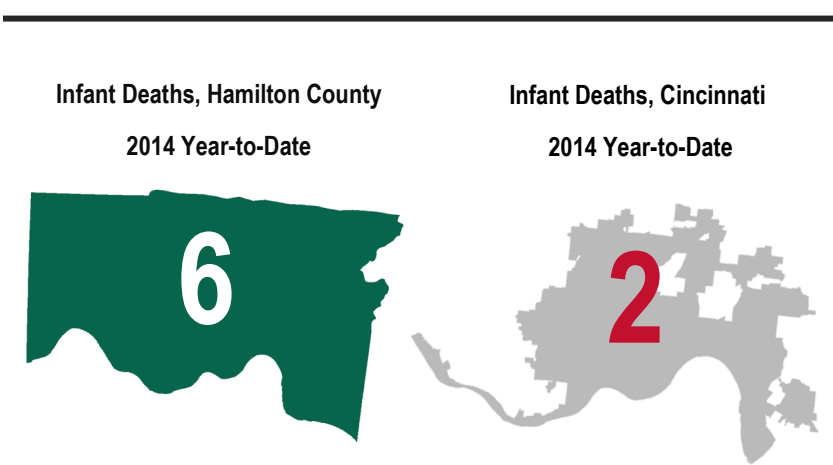 Infant Deaths, Hamilton County
2014 Year-to-Date
6
Infant Deaths, Cincinnati
2014 Year-to-Date
2